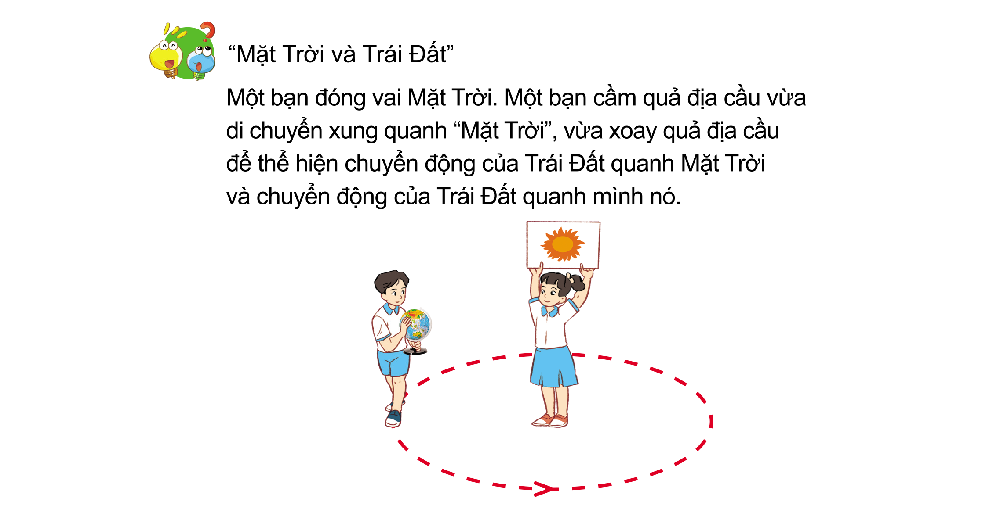 “Mặt Trời và Trái Đất”
Một bạn đóng vai Mặt Trời. Một bạn cầm quả địa cầu vừa
di chuyển xung quanh “Mặt Trời”, vừa xoay quả địa cầu
để thể hiện chuyển động của Trái Đất quanh Mặt Trời
và chuyển động của Trái Đất quanh mình nó.